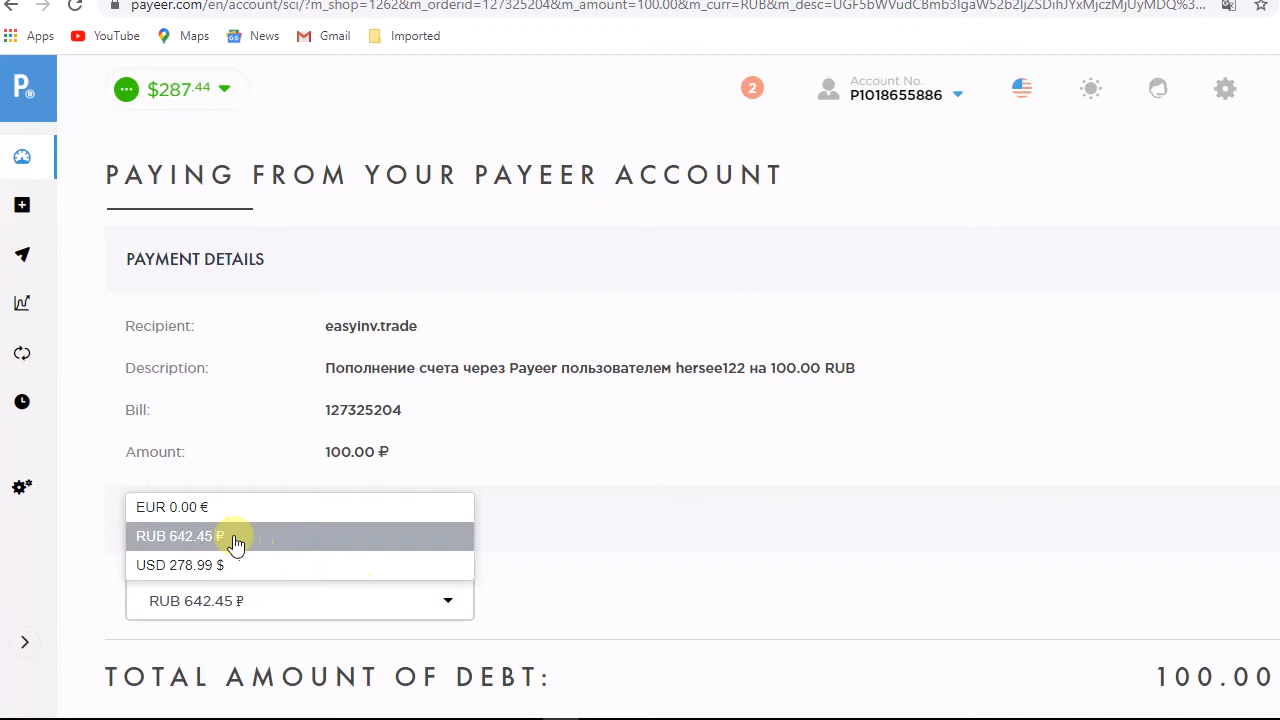 payeer.com/en/account/sci/?m_shop=1262&m_orderid=127325204&m_amount=100.00&m_curr=RUB&m_desc=
Apps YouTube Maps News Gmail Imported
P®
$287.44
2
Account No.
P1018655886
PAYING FROM YOUR PAYEER ACCOUNT
PAYMENT DETAILS
Recipient: easyinv.trade
Description: Пополнение счета через Payeer пользователем hersee122 на 100.00 RUB
Bill: 127325204
Amount: 100.00 ₽
EUR 0.00 €
RUB 642.45 ₽
USD 278.99 $
RUB 642.45 ₽
TOTAL AMOUNT OF DEBT: 100.00